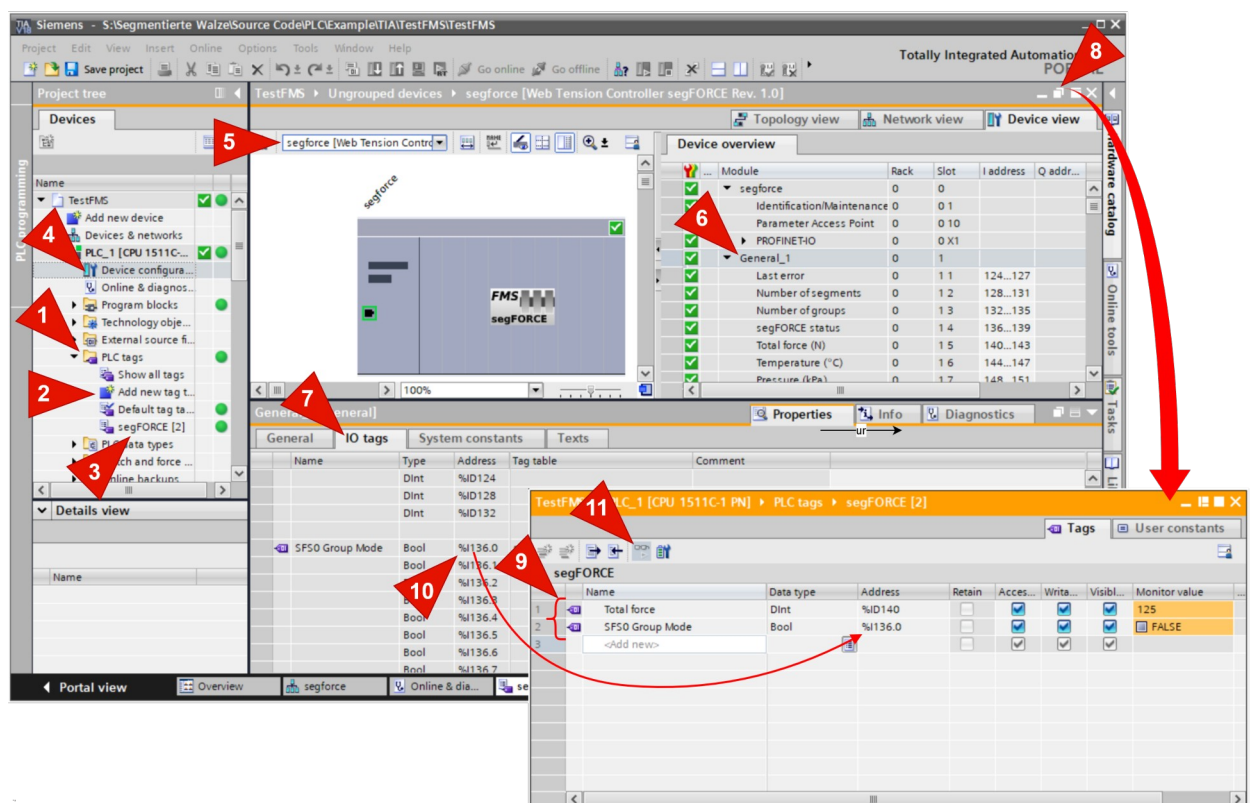 Siemens - S:\Segmentierte Walze\Source Code\PLC\Example\TIA\TestFMS\TestFMS
Project Edit View Insert Online Options Tools Window Help
Save project
Go online
Go offline
Totally Integrated Automation
8
Project tree
TestFMS Ungrouped devices segforce [Web Tension Controller segFORCE Rev. 1.0]
Devices
Topology view
Network view
Device view
5
segforce [Web Tension Contro
Device overview
Name
... Module Rack Slot I address Q addr...
TestFMS
segforce 0 0
Add new device
Identification/Maintenance 0 0 1
4
Devices & networks
Parameter Access Point 0 0 10
6
PLC_1 [CPU 1511C-...
PROFINET-IO 0 0 X1
Device configura...
General_1 0 1
Online & diagnos...
Last error 0 1 1 124...127
Program blocks
Number of segments 0 1 2 128...131
1
Technology obje...
Number of groups 0 1 3 132...135
External source fi...
segFORCE status 0 1 4 136...139
PLC tags
Total force (N) 0 1 5 140...143
Show all tags
Temperature (°C) 0 1 6 144...147
2
Add new tag t...
Pressure (kPa) 0 1 7 148...151
Default tag ta...
segFORCE [2]
3
segforce
FMS
segFORCE
100%
PLC programming
Hardware catalog
Online tools
Tasks
7
Properties
Info
Diagnostics
ur
General
IO tags
System constants
Texts
Name Type Address Tag table Comment
DInt %ID124
DInt %ID128
DInt %ID132
SFS0 Group Mode Bool %I136.0
Bool %I136.1
Bool %I136.2
Bool %I136.3
Bool %I136.4
Bool %I136.5
Bool %I136.6
Bool %I136.7
10
Details view
Name
Portal view
Overview
segforce
Online & dia...
se
11
[CPU 1511C-1 PN] PLC tags segFORCE [2]
Tags
User constants
9
segFORCE
Name Data type Address Retain Acces... Writa... Visibl... Monitor value
1 Total force DInt %ID140 125
2 SFS0 Group Mode Bool %I136.0 FALSE
3 <Add new>